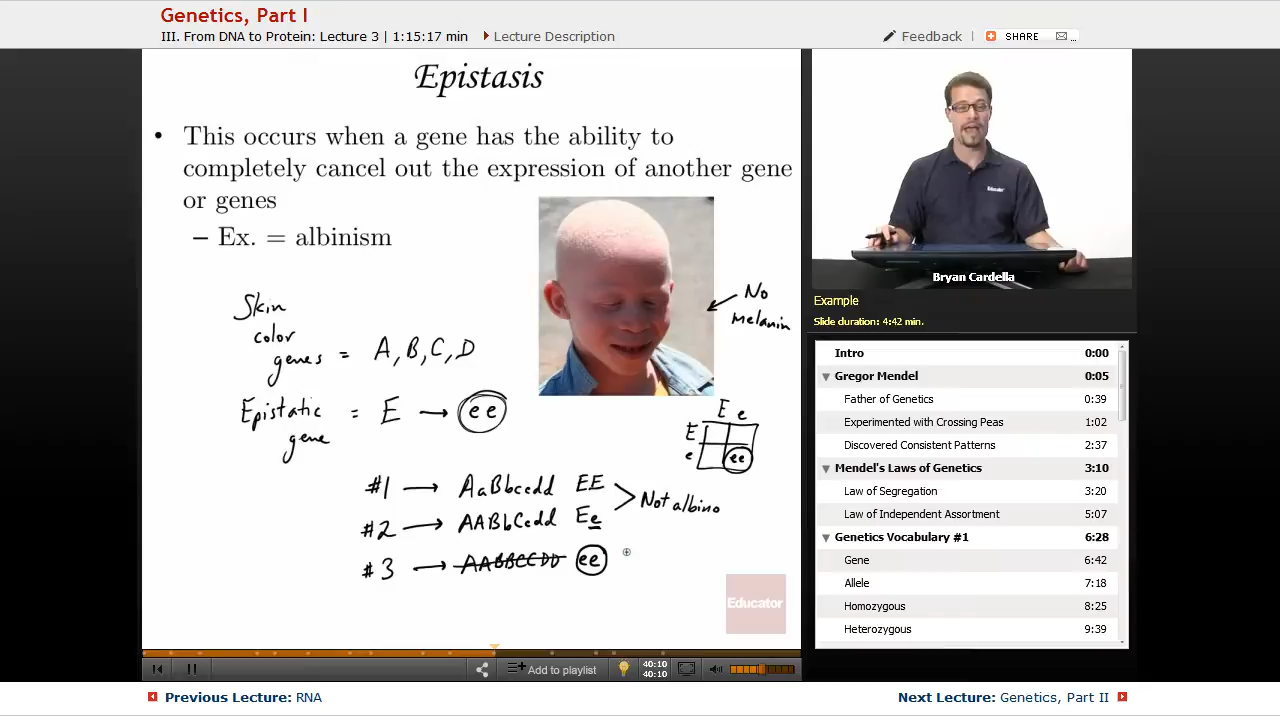 Genetics, Part I
III. From DNA to Protein: Lecture 3 | 1:15:17 min
Lecture Description
Feedback
SHARE
Epistasis
• This occurs when a gene has the ability to
completely cancel out the expression of another gene
or genes
– Ex. = albinism
No
melanin
Skin
color
genes = A, B, C, D
Epistatic
gene = E → ee
E e
E
e ee
#1 → AaBbccdd EE
#2 → AABbCcdd Ee
Not albino
#3 → AABBCCDD ee
Educator
Educator
Bryan Cardella
Example
Slide duration: 4:42 min.
Intro 0:00
Gregor Mendel 0:05
Father of Genetics 0:39
Experimented with Crossing Peas 1:02
Discovered Consistent Patterns 2:37
Mendel's Laws of Genetics 3:10
Law of Segregation 3:20
Law of Independent Assortment 5:07
Genetics Vocabulary #1 6:28
Gene 6:42
Allele 7:18
Homozygous 8:25
Heterozygous 9:39
Add to playlist
40:10
40:10
Previous Lecture: RNA
Next Lecture: Genetics, Part II